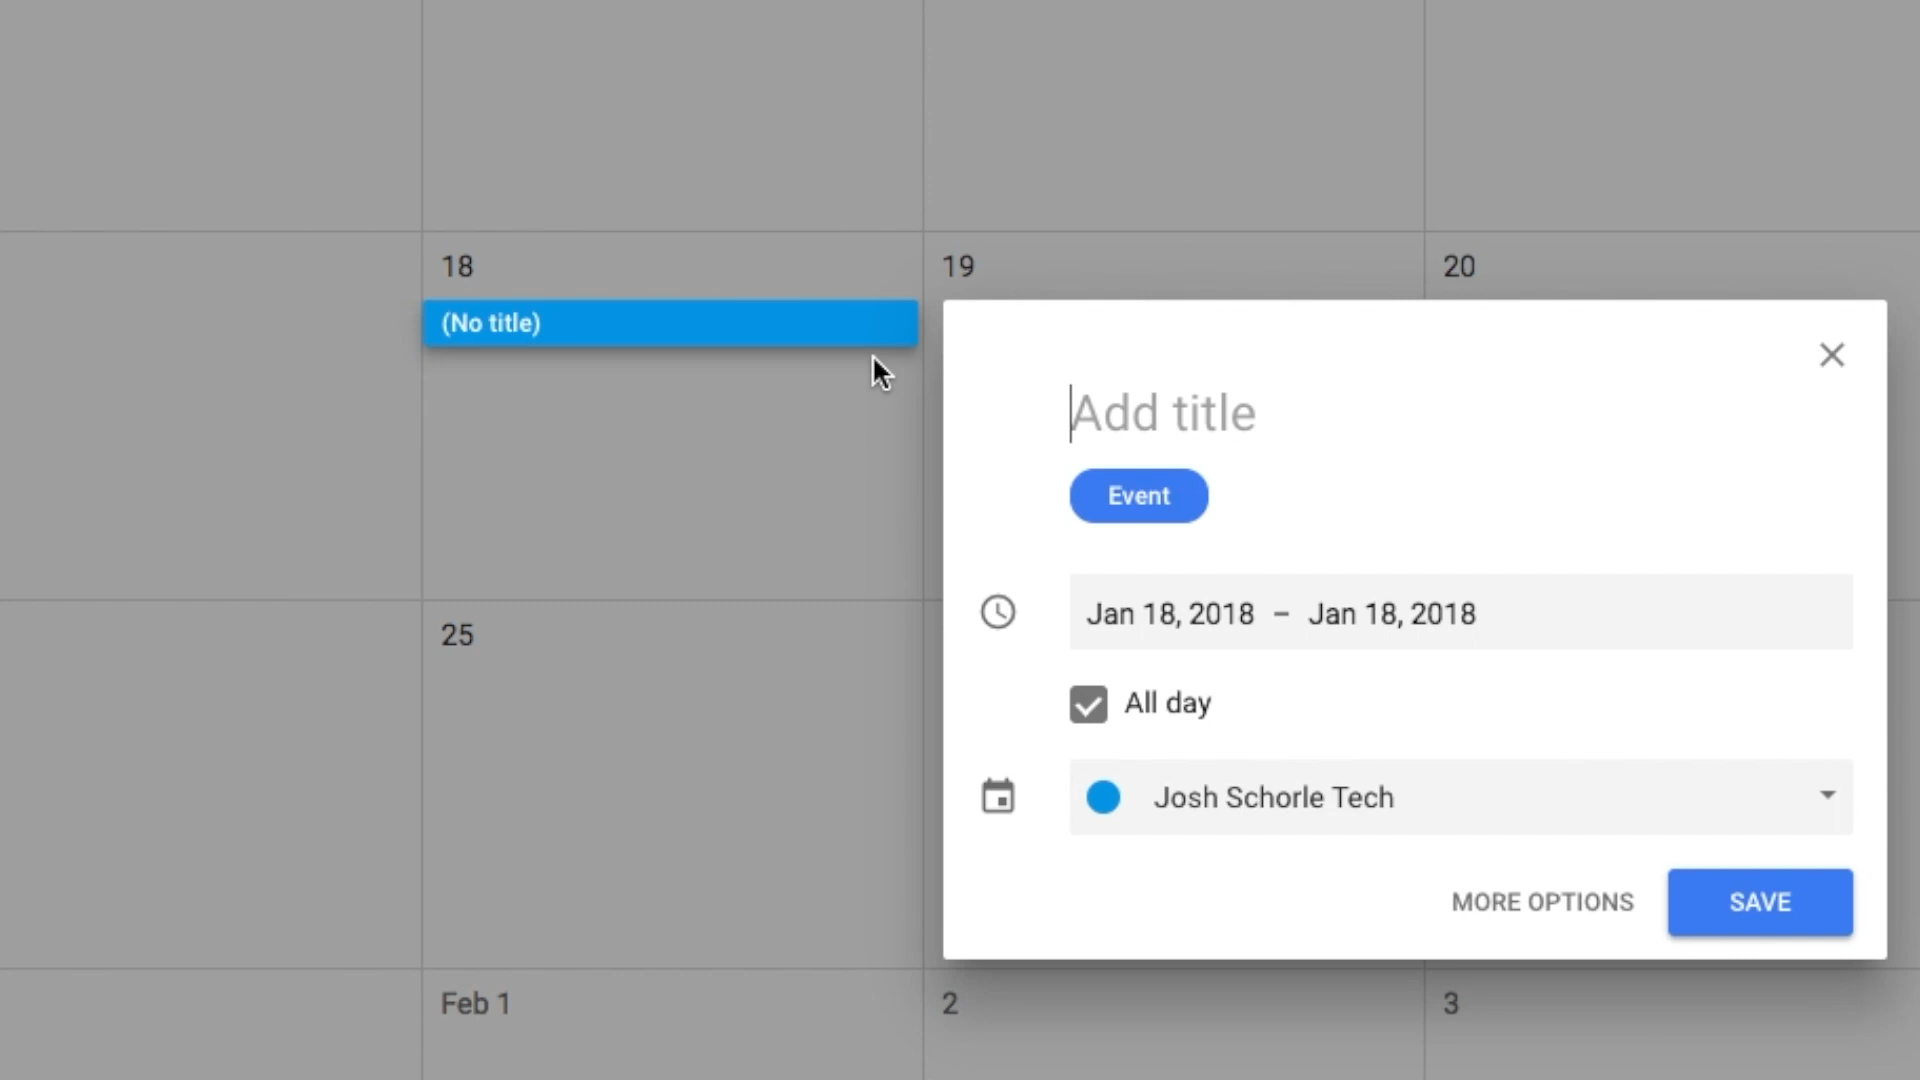 18
19
20
(No title)
Add title
Event
Jan 18, 2018 – Jan 18, 2018
25
All day
Josh Schorle Tech
MORE OPTIONS
SAVE
Feb 1
2
3